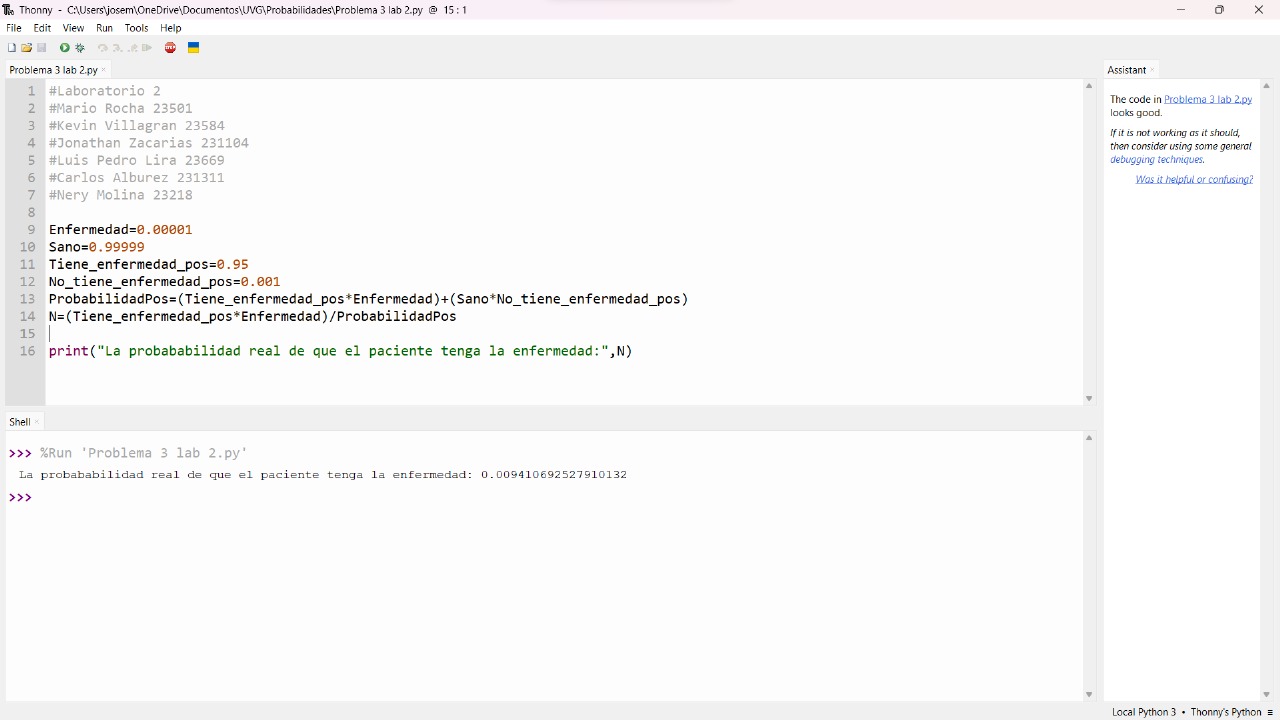 Thonny - C:\Users\josem\OneDrive\Documentos\UVG\Probabilidades\Problema 3 lab 2.py @ 15 : 1
File Edit View Run Tools Help
Problema 3 lab 2.py ×
1 #Laboratorio 2
2 #Mario Rocha 23501
3 #Kevin Villagran 23584
4 #Jonathan Zacarias 231104
5 #Luis Pedro Lira 23669
6 #Carlos Alburez 231311
7 #Nery Molina 23218
8
9 Enfermedad=0.00001
10 Sano=0.99999
11 Tiene_enfermedad_pos=0.95
12 No_tiene_enfermedad_pos=0.001
13 ProbabilidadPos=(Tiene_enfermedad_pos*Enfermedad)+(Sano*No_tiene_enfermedad_pos)
14 N=(Tiene_enfermedad_pos*Enfermedad)/ProbabilidadPos
15
16 print("La probababilidad real de que el paciente tenga la enfermedad:",N)
Shell ×
>>> %Run 'Problema 3 lab 2.py'
La probababilidad real de que el paciente tenga la enfermedad: 0.009410692527910132
>>>
Assistant ×
The code in Problema 3 lab 2.py
looks good.
If it is not working as it should,
then consider using some general
debugging techniques.
Was it helpful or confusing?
Local Python 3 • Thonny's Python ≡